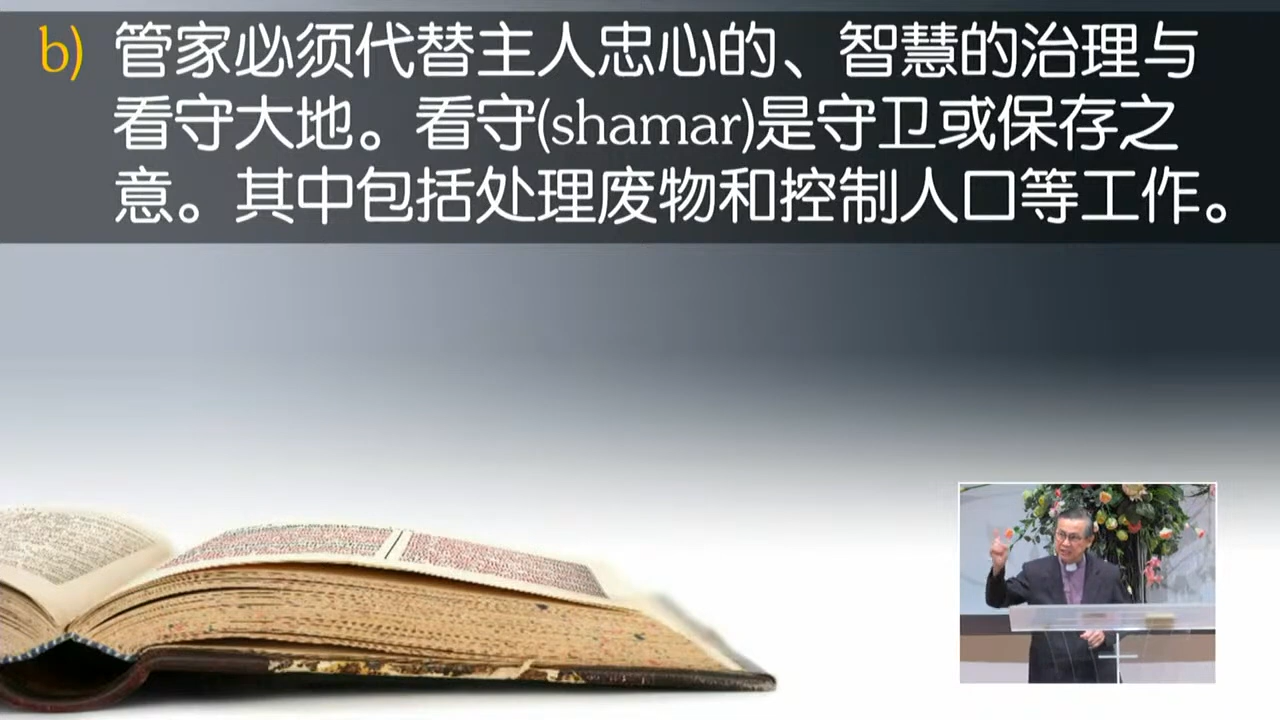 b) 管家必须代替主人忠心的、智慧的治理与
看守大地。看守(shamar)是守卫或保存之
意。其中包括处理废物和控制人口等工作。